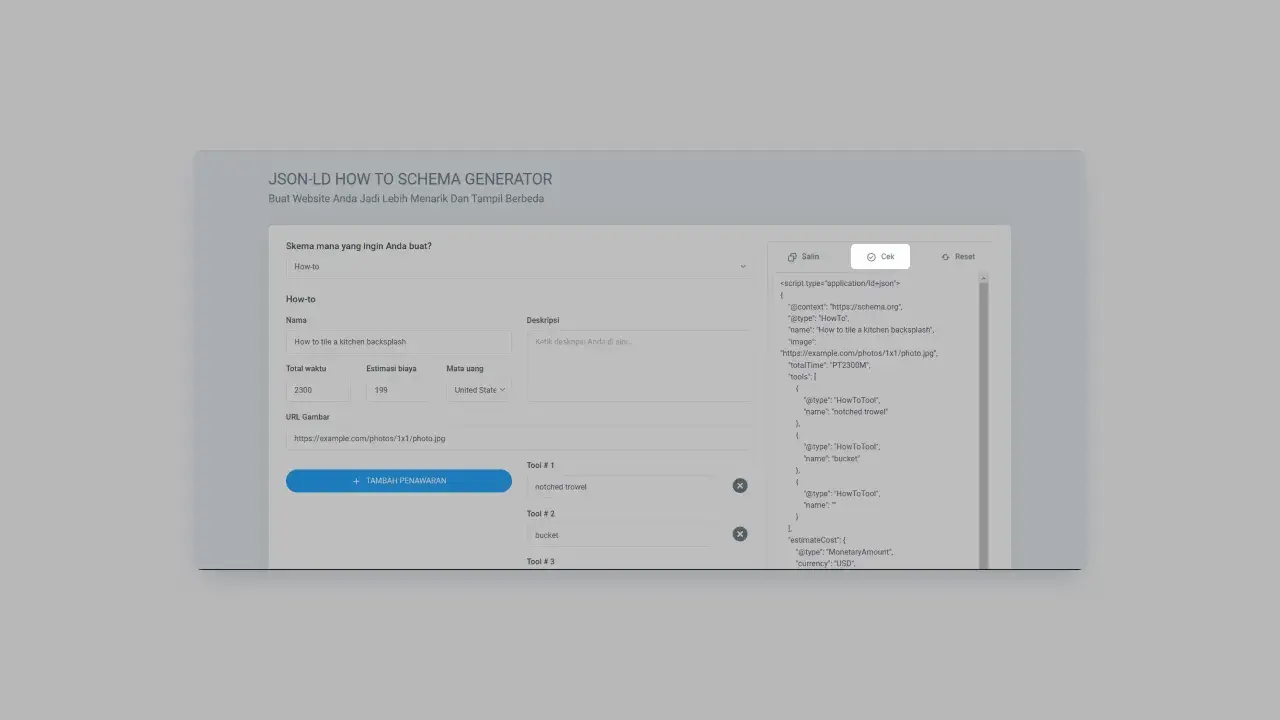 JSON-LD HOW TO SCHEMA GENERATOR
Buat Website Anda Jadi Lebih Menarik Dan Tampil Berbeda
Skema mana yang ingin Anda buat?
How-to
How-to
Nama
How to tile a kitchen backsplash
Deskripsi
Ketik deskripsi Anda di sini...
Total waktu
Estimasi biaya
Mata uang
2300
199
United State
URL Gambar
https://example.com/photos/1x1/photo.jpg
+ TAMBAH PENAWARAN
Tool # 1
notched trowel
Tool # 2
bucket
Tool # 3
Salin
Cek
Reset
<script type="application/ld+json">
{
"@context": "https://schema.org",
"@type": "HowTo",
"name": "How to tile a kitchen backsplash",
"image":
"https://example.com/photos/1x1/photo.jpg",
"totalTime": "PT2300M",
"tools": [
{
"@type": "HowToTool",
"name": "notched trowel"
},
{
"@type": "HowToTool",
"name": "bucket"
},
{
"@type": "HowToTool",
"name": ""
}
],
"estimateCost": {
"@type": "MonetaryAmount",
"currency": "USD",